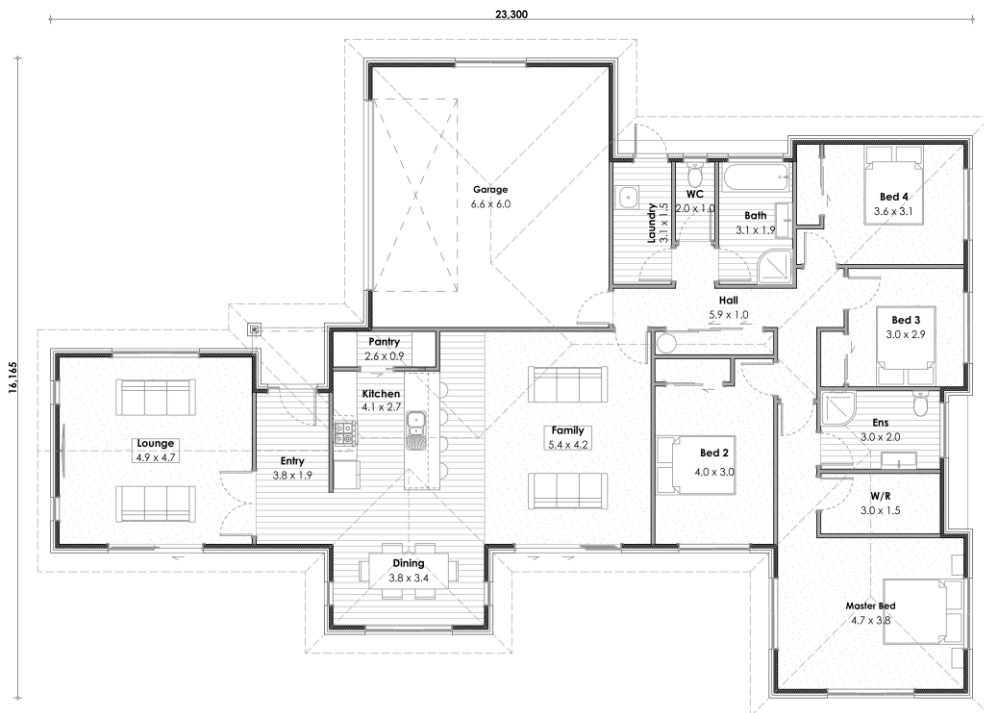 23,300
16,165
Garage
6.6 x 6.0
Laundry
3.1 x 1.5
WC
2.0 x 1.0
Bath
3.1 x 1.9
Bed 4
3.6 x 3.1
Hall
5.9 x 1.0
Bed 3
3.0 x 2.9
Pantry
2.6 x 0.9
Kitchen
4.1 x 2.7
Lounge
4.9 x 4.7
Entry
3.8 x 1.9
Family
5.4 x 4.2
Bed 2
4.0 x 3.0
Ens
3.0 x 2.0
W/R
3.0 x 1.5
Dining
3.8 x 3.4
Master Bed
4.7 x 3.8